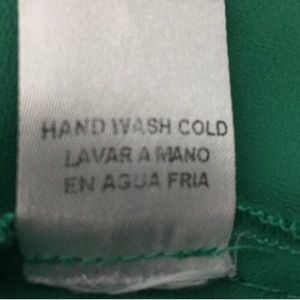 HAND WASH COLD
LAVAR A MANO
EN AGUA FRIA